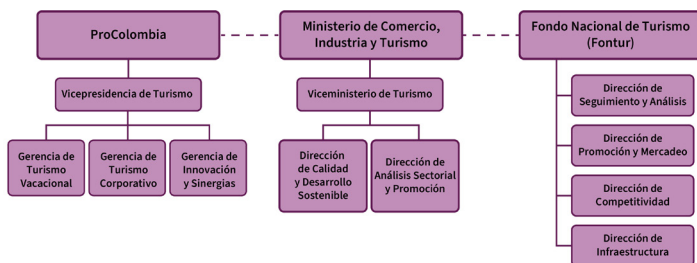 ProColombia
Vicepresidencia de Turismo
Gerencia de
Turismo
Vacacional
Gerencia de
Turismo
Corporativo
Gerencia de
Innovación
y Sinergias
Ministerio de Comercio,
Industria y Turismo
Viceministerio de Turismo
Dirección
de Calidad
y Desarrollo
Sostenible
Dirección de
Análisis Sectorial
y Promoción
Fondo Nacional de Turismo
(Fontur)
Dirección de
Seguimiento y Análisis
Dirección de
Promoción y Mercadeo
Dirección de
Competitividad
Dirección de
Infraestructura